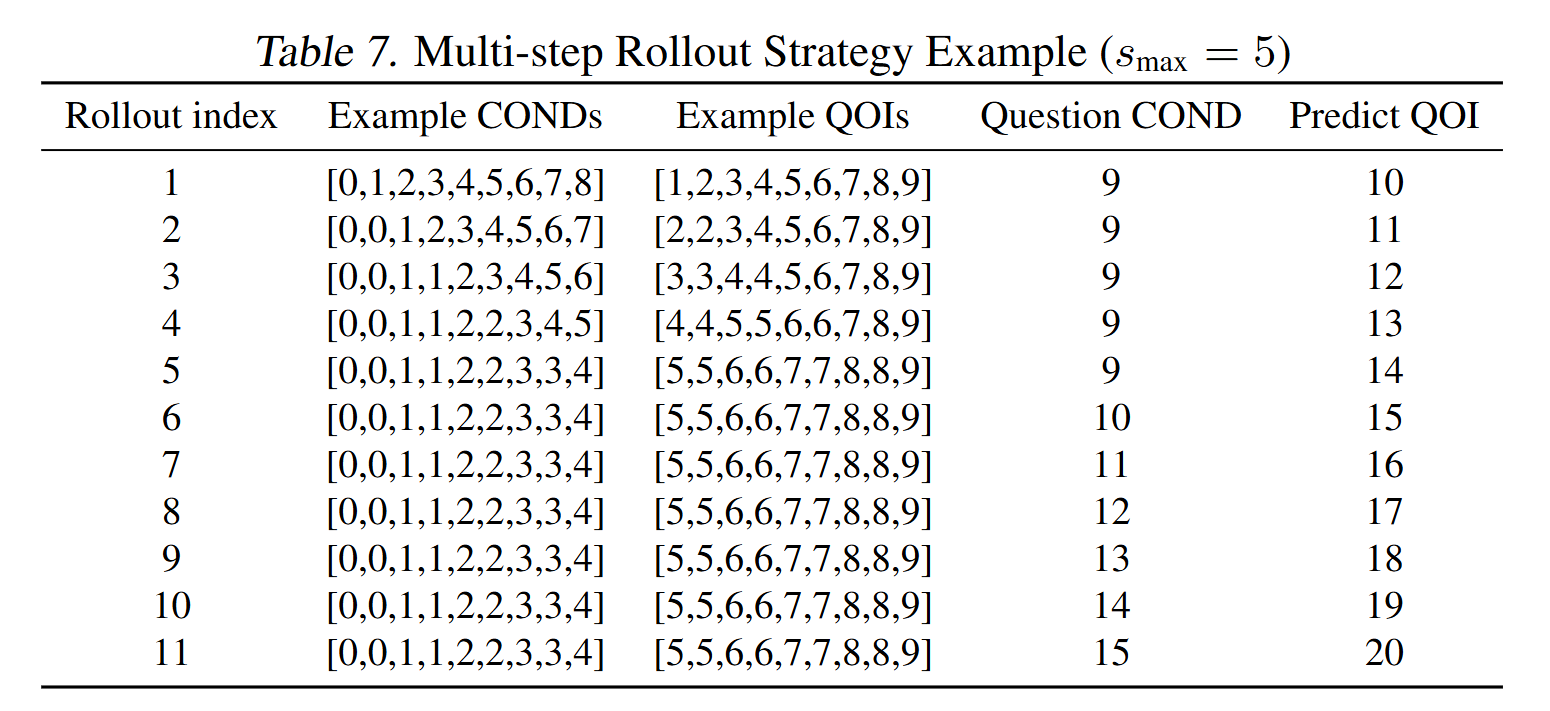 Table 7. Multi-step Rollout Strategy Example (s_max = 5)
Rollout index Example CONDs Example QOIs Question COND Predict QOI
1 [0,1,2,3,4,5,6,7,8] [1,2,3,4,5,6,7,8,9] 9 10
2 [0,0,1,2,3,4,5,6,7] [2,2,3,4,5,6,7,8,9] 9 11
3 [0,0,1,1,2,3,4,5,6] [3,3,4,4,5,6,7,8,9] 9 12
4 [0,0,1,1,2,2,3,4,5] [4,4,5,5,6,6,7,8,9] 9 13
5 [0,0,1,1,2,2,3,3,4] [5,5,6,6,7,7,8,8,9] 9 14
6 [0,0,1,1,2,2,3,3,4] [5,5,6,6,7,7,8,8,9] 10 15
7 [0,0,1,1,2,2,3,3,4] [5,5,6,6,7,7,8,8,9] 11 16
8 [0,0,1,1,2,2,3,3,4] [5,5,6,6,7,7,8,8,9] 12 17
9 [0,0,1,1,2,2,3,3,4] [5,5,6,6,7,7,8,8,9] 13 18
10 [0,0,1,1,2,2,3,3,4] [5,5,6,6,7,7,8,8,9] 14 19
11 [0,0,1,1,2,2,3,3,4] [5,5,6,6,7,7,8,8,9] 15 20